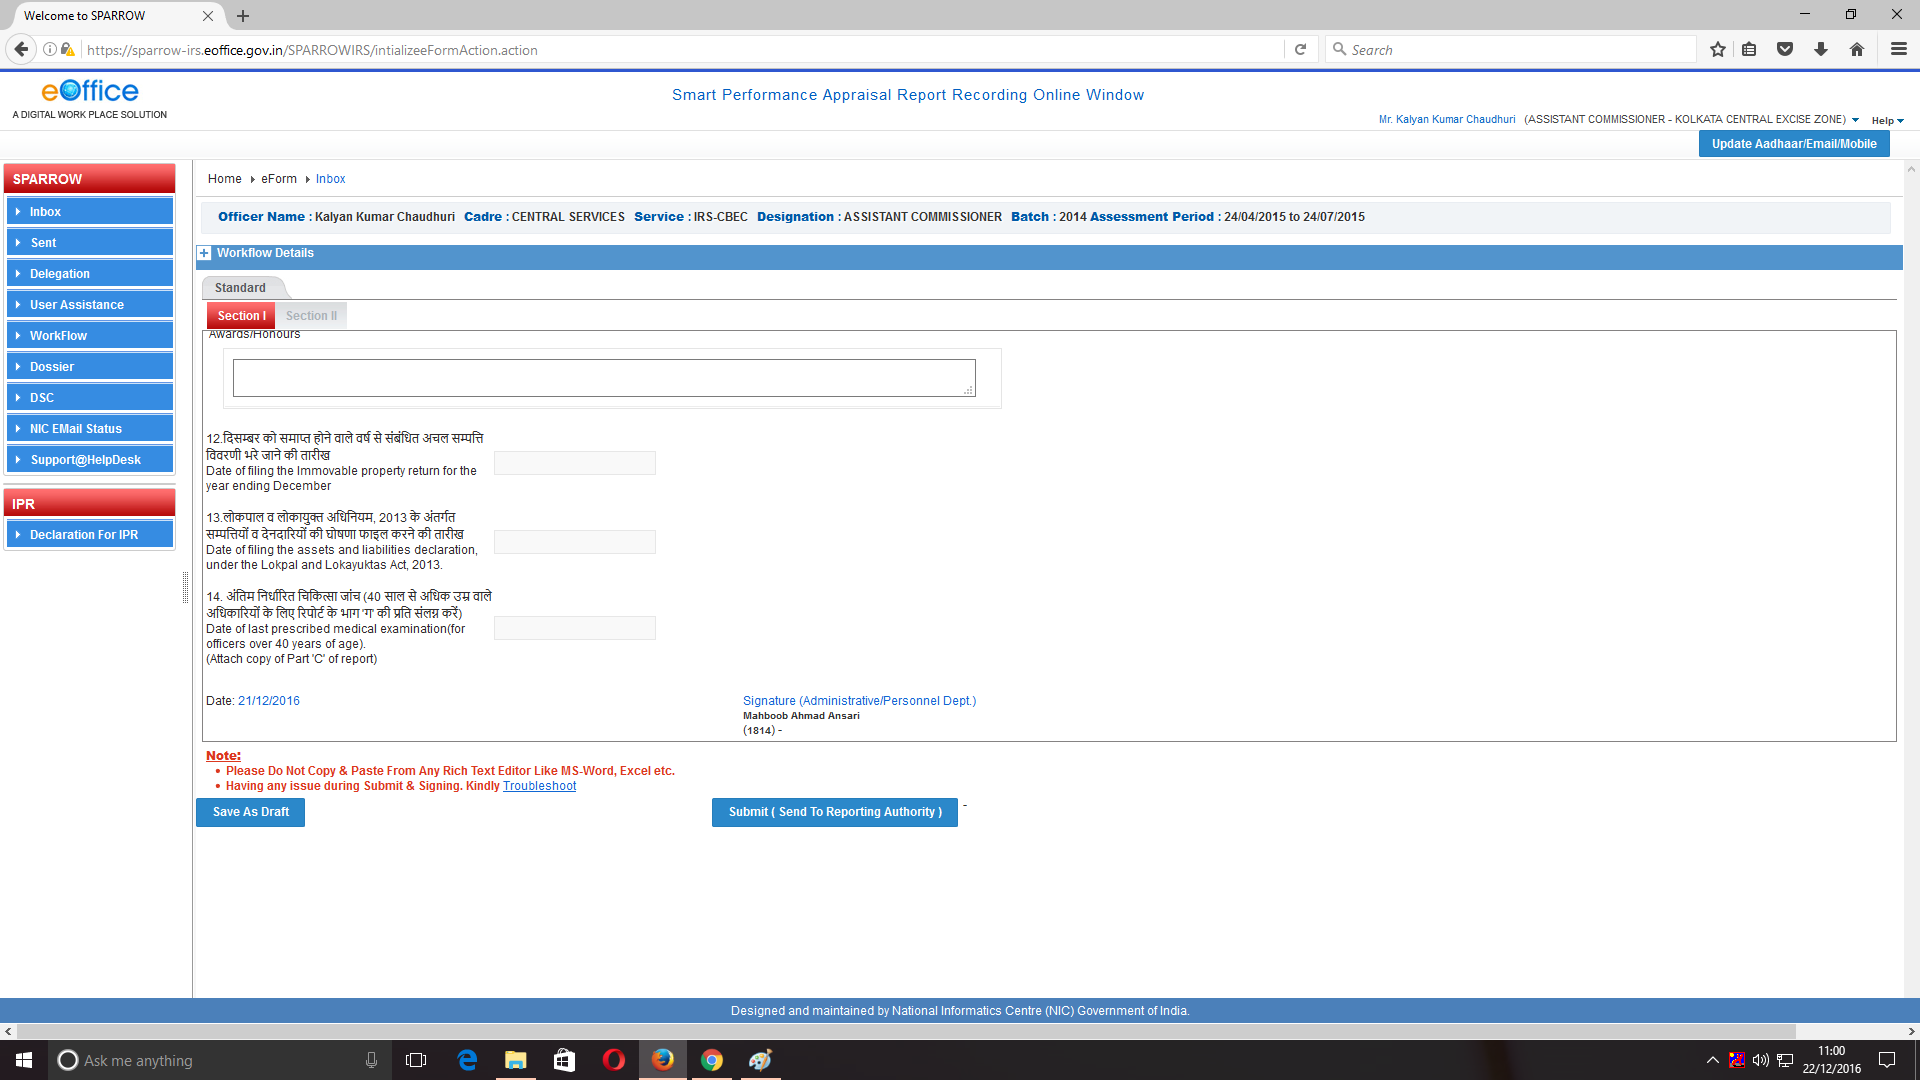 Welcome to SPARROW
https://sparrow-irs.eoffice.gov.in/SPARROWIRS/intializeeFormAction.action
Search
eOffice
A DIGITAL WORK PLACE SOLUTION
Smart Performance Appraisal Report Recording Online Window
Mr. Kalyan Kumar Chaudhuri (ASSISTANT COMMISSIONER - KOLKATA CENTRAL EXCISE ZONE) Help
Update Aadhaar/Email/Mobile
SPARROW
Inbox
Sent
Delegation
User Assistance
WorkFlow
Dossier
DSC
NIC EMail Status
Support@HelpDesk
IPR
Declaration For IPR
Home eForm Inbox
Officer Name : Kalyan Kumar Chaudhuri Cadre : CENTRAL SERVICES Service : IRS-CBEC Designation : ASSISTANT COMMISSIONER Batch : 2014 Assessment Period : 24/04/2015 to 24/07/2015
Workflow Details
Standard
Section I Section II
Awards/Honours
12.दिसम्बर को समाप्त होने वाले वर्ष से संबंधित अचल सम्पत्ति
विवरणी भरे जाने की तारीख
Date of filing the Immovable property return for the
year ending December
13.लोकपाल व लोकायुक्त अधिनियम, 2013 के अंतर्गत
सम्पत्तियों व देनदारियों की घोषणा फाइल करने की तारीख
Date of filing the assets and liabilities declaration,
under the Lokpal and Lokayuktas Act, 2013.
14. अंतिम निर्धारित चिकित्सा जांच (40 साल से अधिक उम्र वाले
अधिकारियों के लिए रिपोर्ट के भाग 'ग' की प्रति संलग्न करें)
Date of last prescribed medical examination(for
officers over 40 years of age).
(Attach copy of Part 'C' of report)
Date: 21/12/2016
Signature (Administrative/Personnel Dept.)
Mahboob Ahmad Ansari
(1814) -
Note:
• Please Do Not Copy & Paste From Any Rich Text Editor Like MS-Word, Excel etc.
• Having any issue during Submit & Signing. Kindly Troubleshoot
Save As Draft
Submit ( Send To Reporting Authority ) -
Designed and maintained by National Informatics Centre (NIC) Government of India.
Ask me anything
11:00
22/12/2016